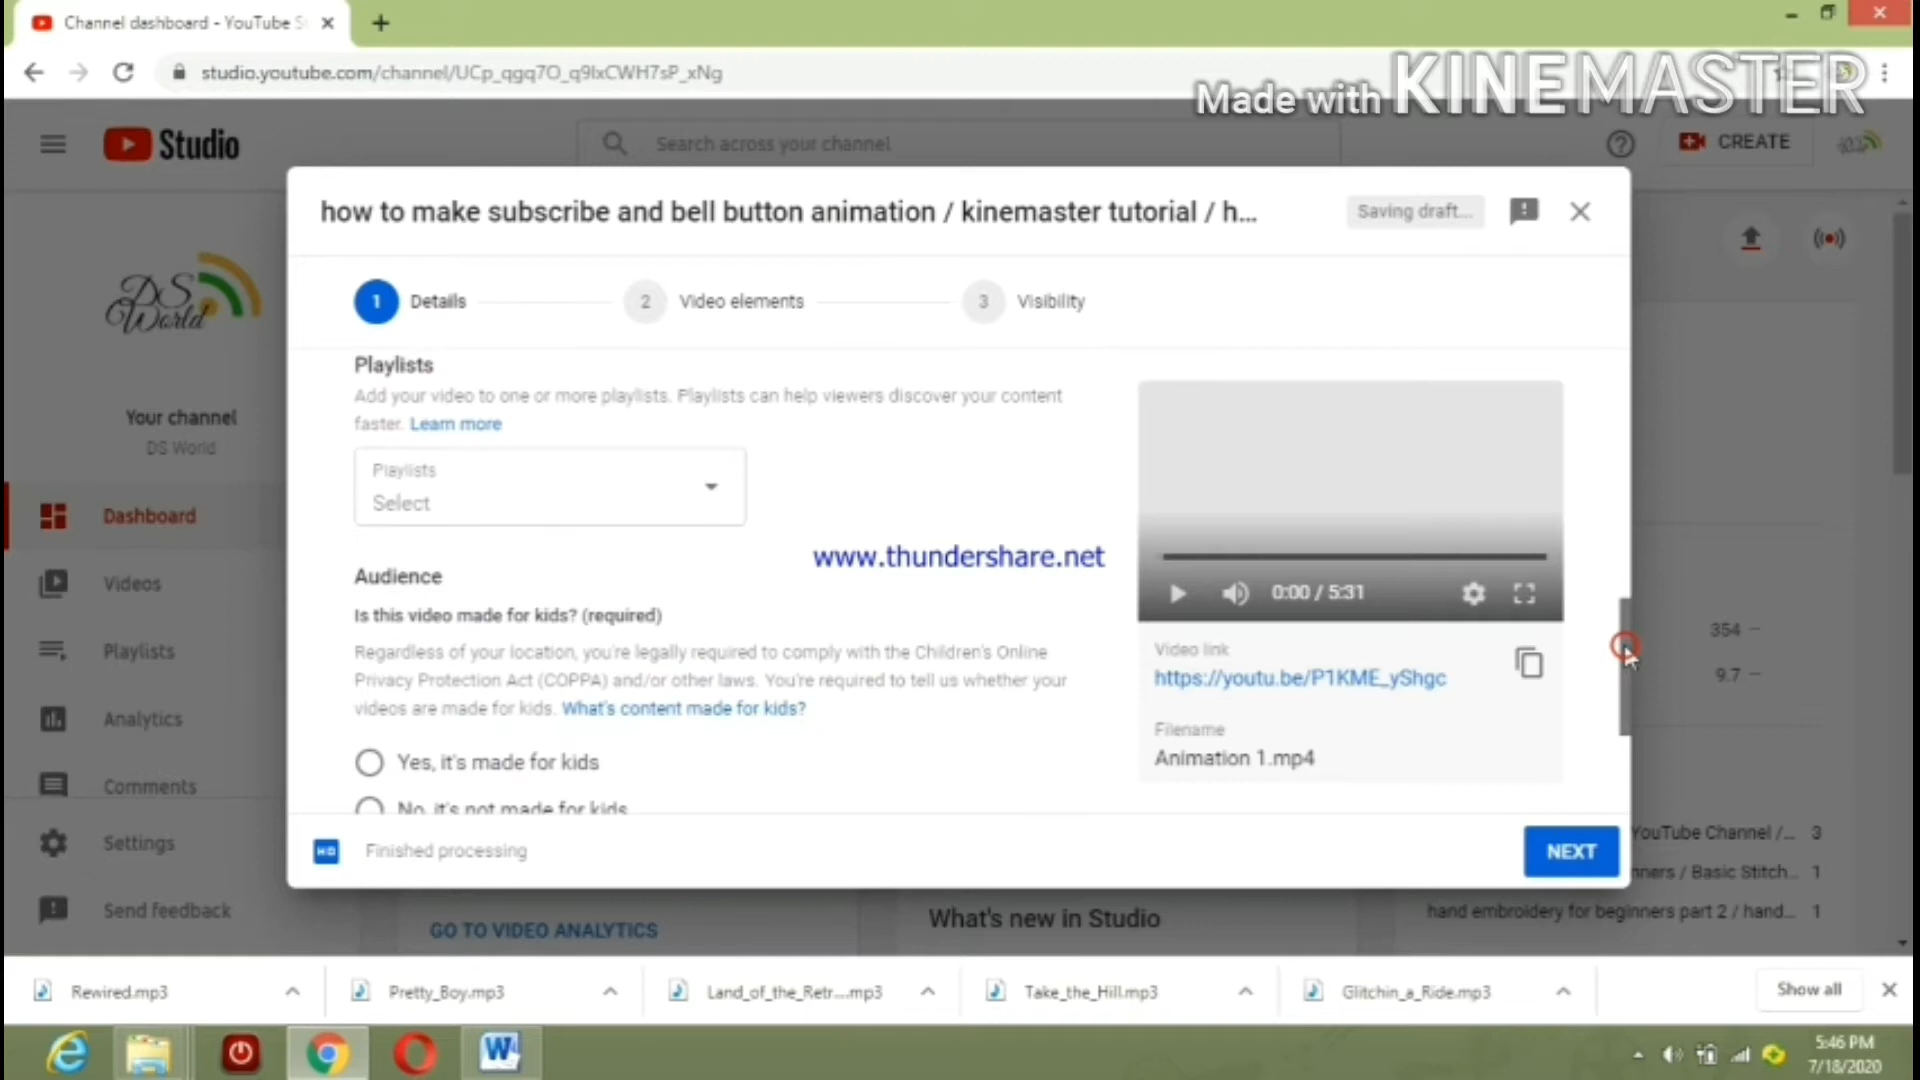 Channel dashboard - YouTube S
studio.youtube.com/channel/UCp_qgq7O_q9lxCWH7sP_xNg
Made with KINEMASTER
Studio
Search across your channel
CREATE
how to make subscribe and bell button animation / kinemaster tutorial / h...
Saving draft...
1 Details
2 Video elements
3 Visibility
DS World
Your channel
DS World
Dashboard
Videos
Playlists
Analytics
Comments
Settings
Send feedback
Playlists
Add your video to one or more playlists. Playlists can help viewers discover your content
faster. Learn more
Playlists
Select
www.thundershare.net
Audience
Is this video made for kids? (required)
Regardless of your location, you're legally required to comply with the Children's Online
Privacy Protection Act (COPPA) and/or other laws. You're required to tell us whether your
videos are made for kids. What's content made for kids?
Yes, it's made for kids
No, it's not made for kids
0:00 / 5:31
Video link
https://youtu.be/P1KME_yShgc
Filename
Animation 1.mp4
354 –
9.7 –
HD Finished processing
NEXT
YouTube Channel /... 3
nners / Basic Stitch... 1
hand embroidery for beginners part 2 / hand... 1
GO TO VIDEO ANALYTICS
What's new in Studio
Rewired.mp3
Pretty_Boy.mp3
Land_of_the_Retr....mp3
Take_the_Hill.mp3
Glitchin_a_Ride.mp3
Show all
5:46 PM
7/18/2020